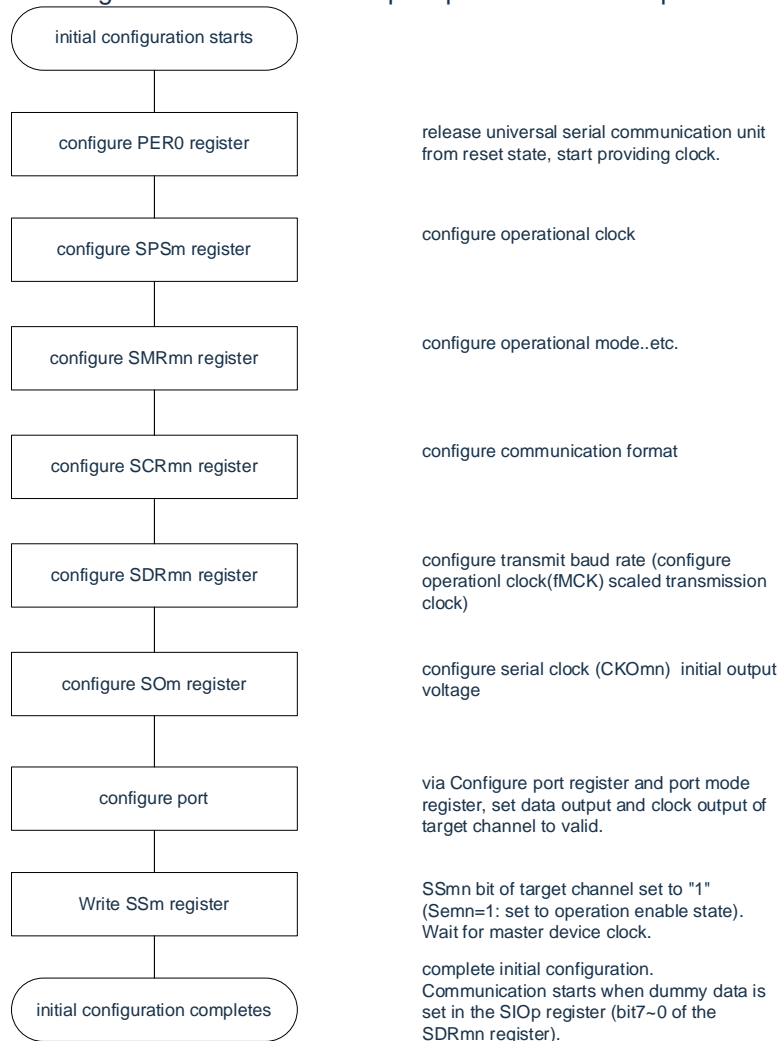 initial configuration starts
configure PER0 register
release universal serial communication unit
from reset state, start providing clock.
configure SPSm register
configure operational clock
configure SMRmn register
configure operational mode..etc.
configure SCRmn register
configure communication format
configure SDRmn register
configure transmit baud rate (configure
operationl clock(fMCK) scaled transmission
clock)
configure SOm register
configure serial clock (CKOmn)  initial output
voltage
configure port
via Configure port register and port mode
register, set data output and clock output of
target channel to valid.
Write SSm register
SSmn bit of target channel set to "1"
(Semn=1: set to operation enable state).
Wait for master device clock.
initial configuration completes
complete initial configuration.
Communication starts when dummy data is
set in the SIOp register (bit7~0 of the
SDRmn register).